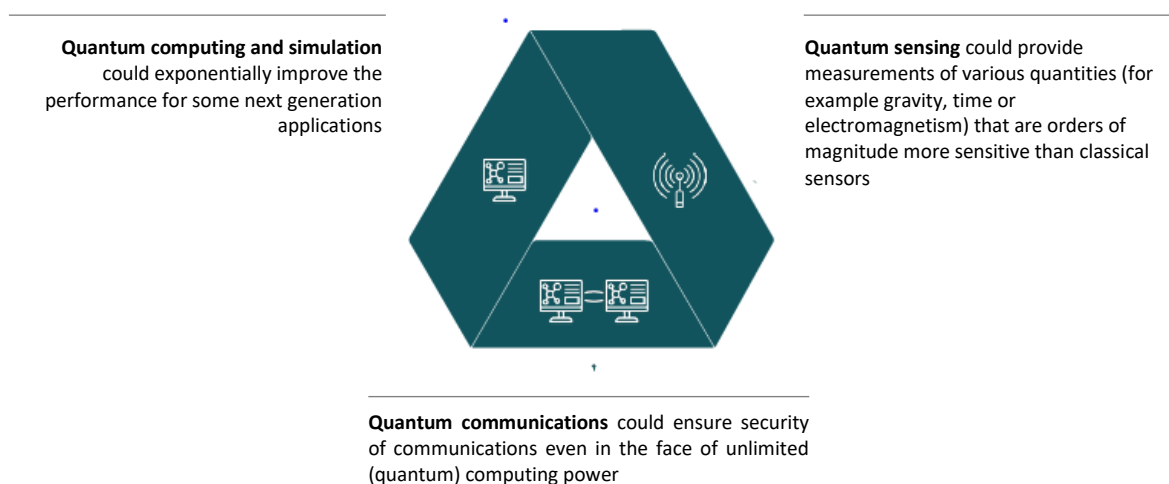 Quantum computing and simulation
could exponentially improve the
performance for some next generation
applications
Quantum sensing could provide
measurements of various quantities (for
example gravity, time or
electromagnetism) that are orders of
magnitude more sensitive than classical
sensors
Quantum communications could ensure security
of communications even in the face of unlimited
(quantum) computing power